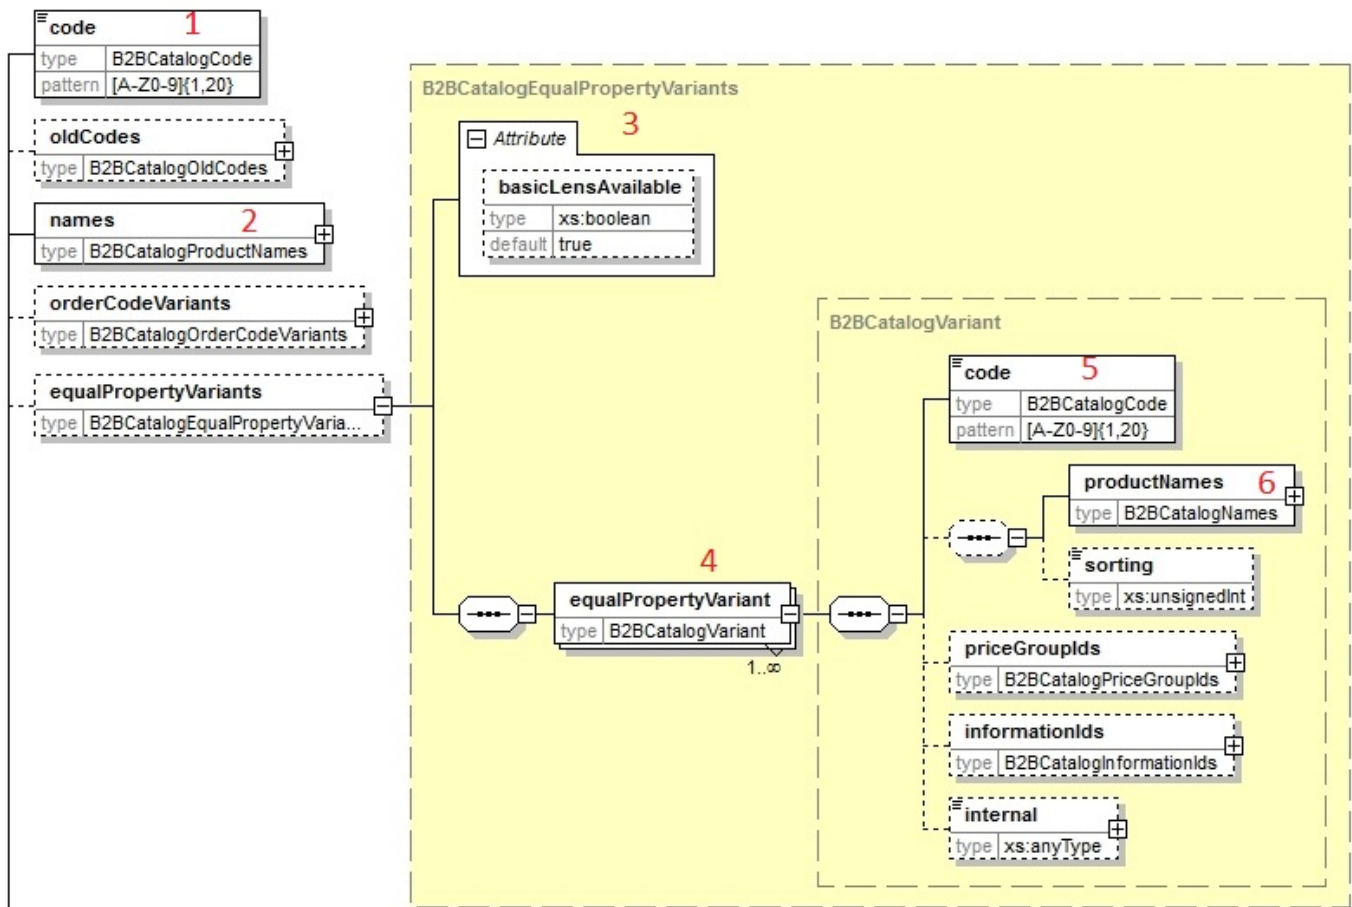 code 1
type B2BCatalogCode
pattern [A-Z0-9]{1,20}
oldCodes
type B2BCatalogOldCodes
names 2
type B2BCatalogProductNames
orderCodeVariants
type B2BCatalogOrderCodeVariants
equalPropertyVariants
type B2BCatalogEqualPropertyVaria...
B2BCatalogEqualPropertyVariants
3
Attribute
basicLensAvailable
type xs:boolean
default true
4
equalPropertyVariant
type B2BCatalogVariant
1..∞
B2BCatalogVariant
code 5
type B2BCatalogCode
pattern [A-Z0-9]{1,20}
productNames 6
type B2BCatalogNames
sorting
type xs:unsignedInt
priceGroupIds
type B2BCatalogPriceGroupIds
informationIds
type B2BCatalogInformationIds
internal
type xs:anyType